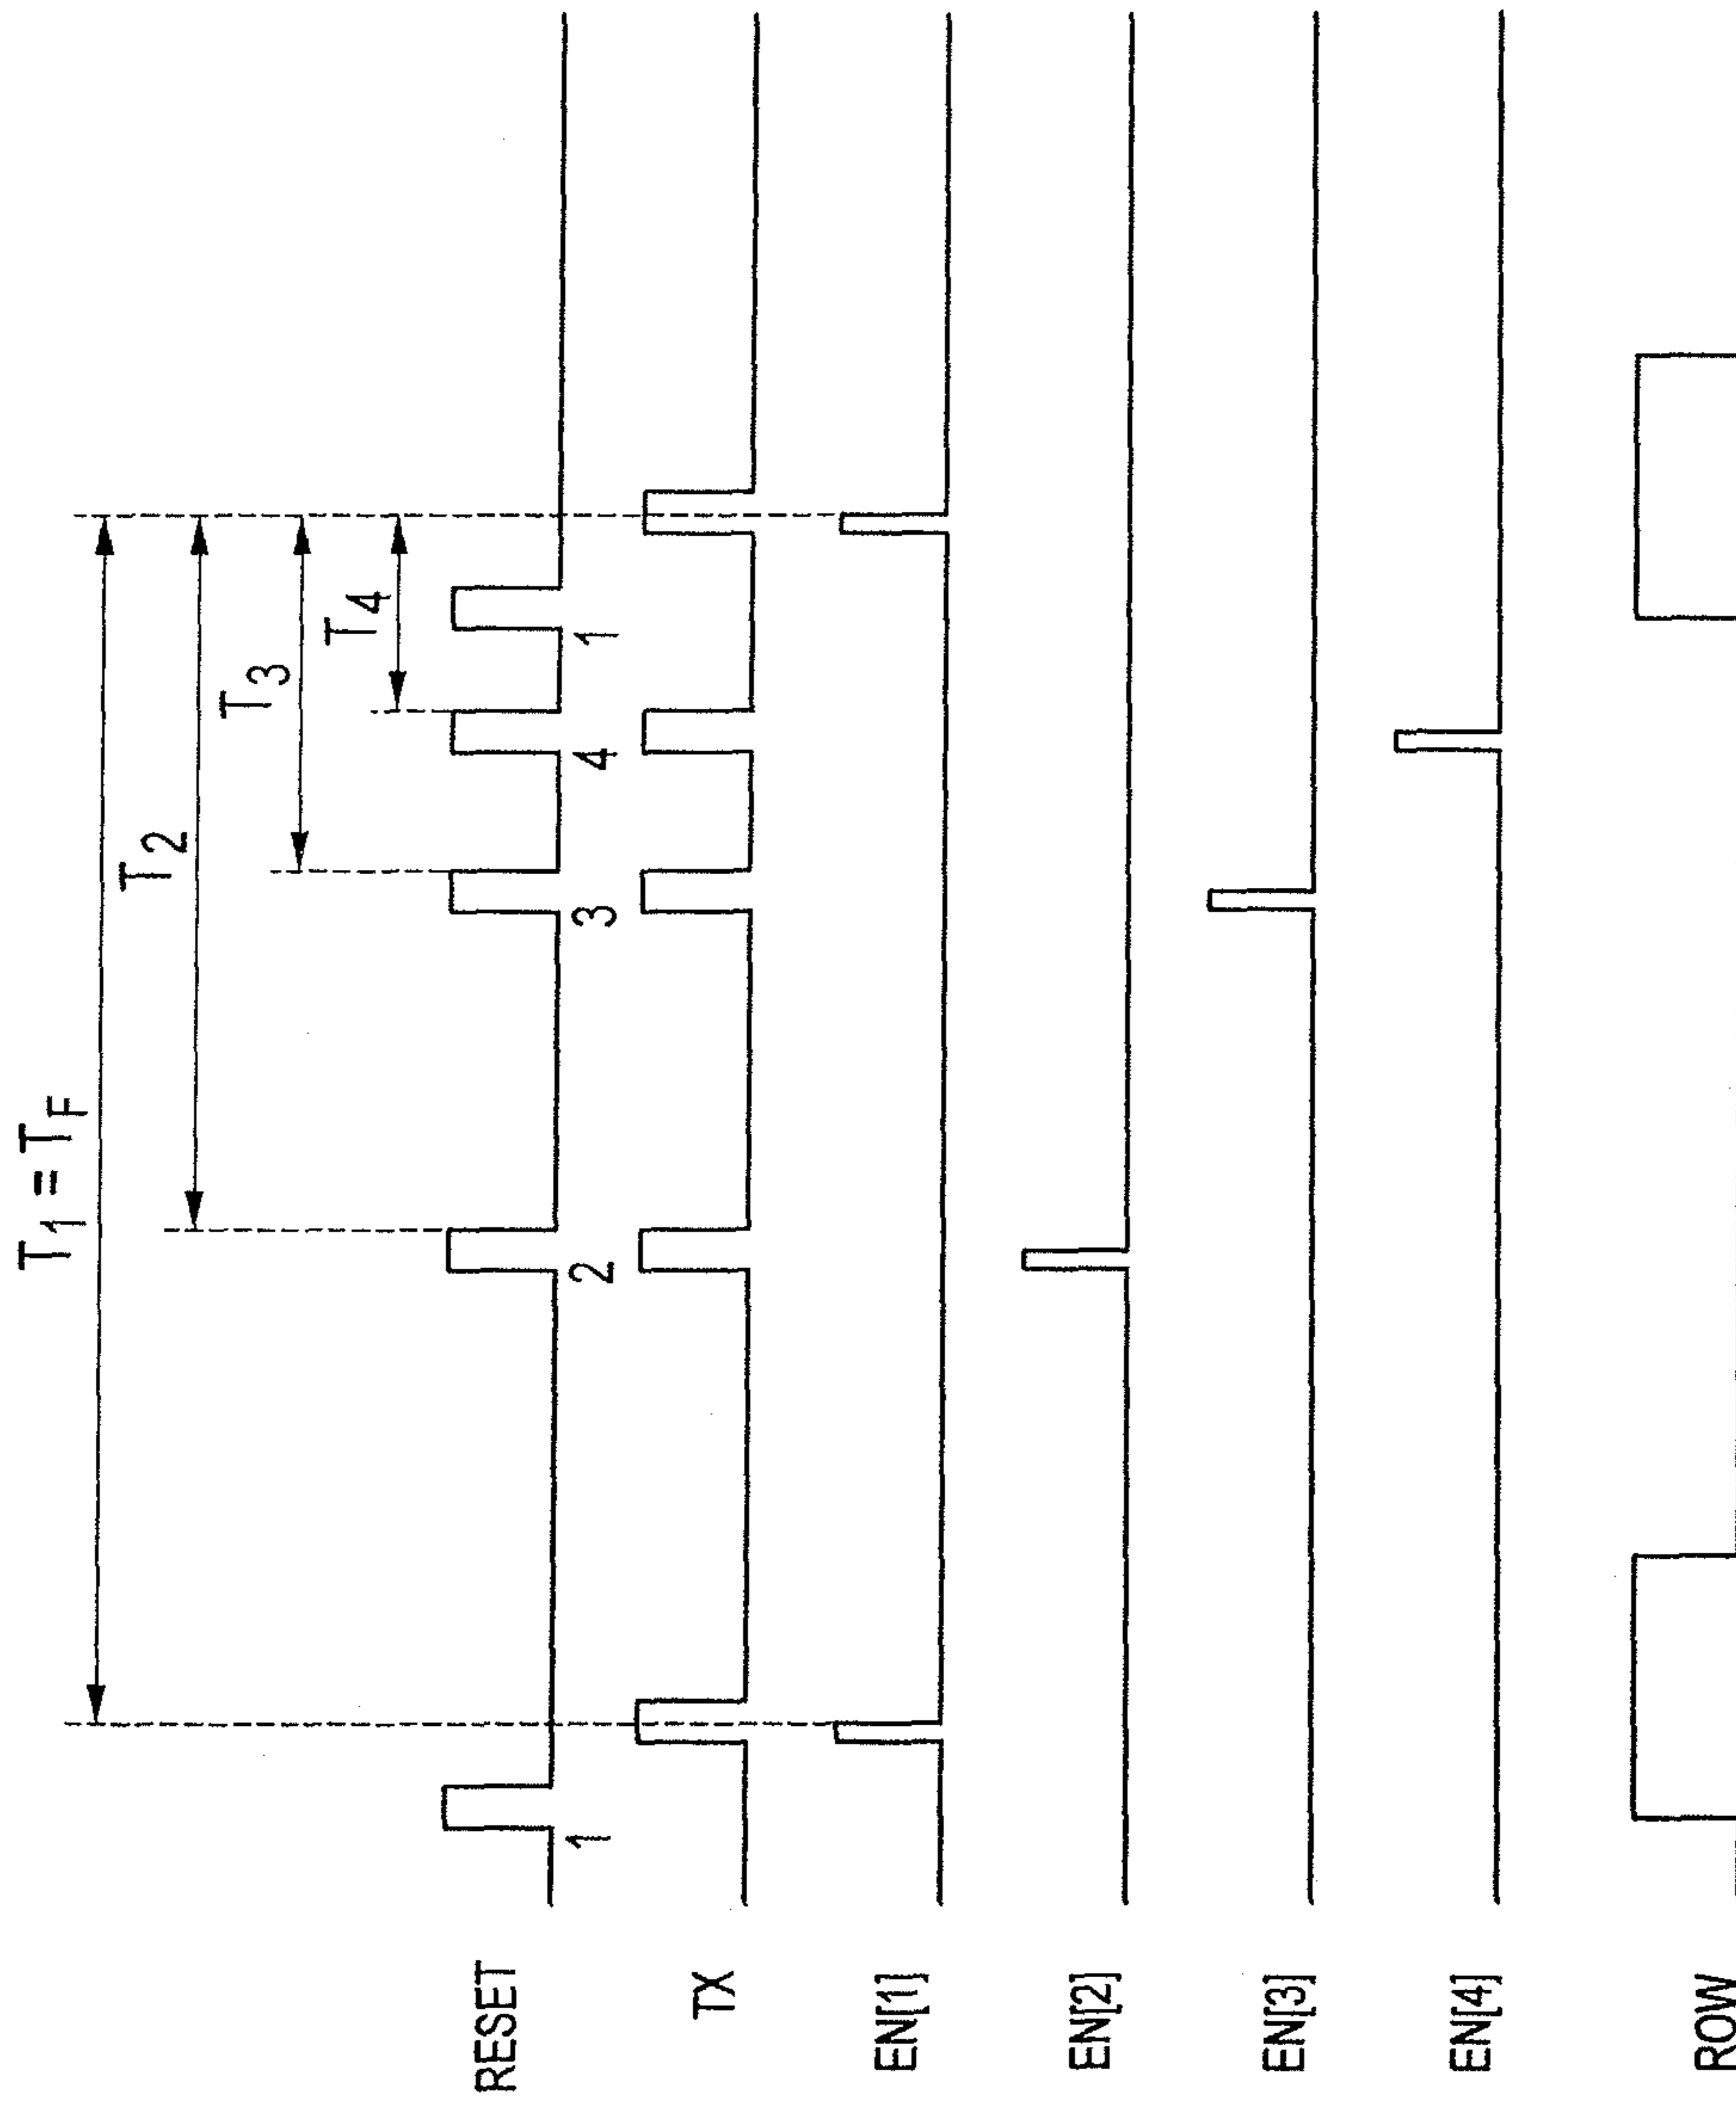 T1 = TF
T2
T3
T4
RESET
1
2
3
4
1
TX
EN[1]
EN[2]
EN[3]
EN[4]
ROW